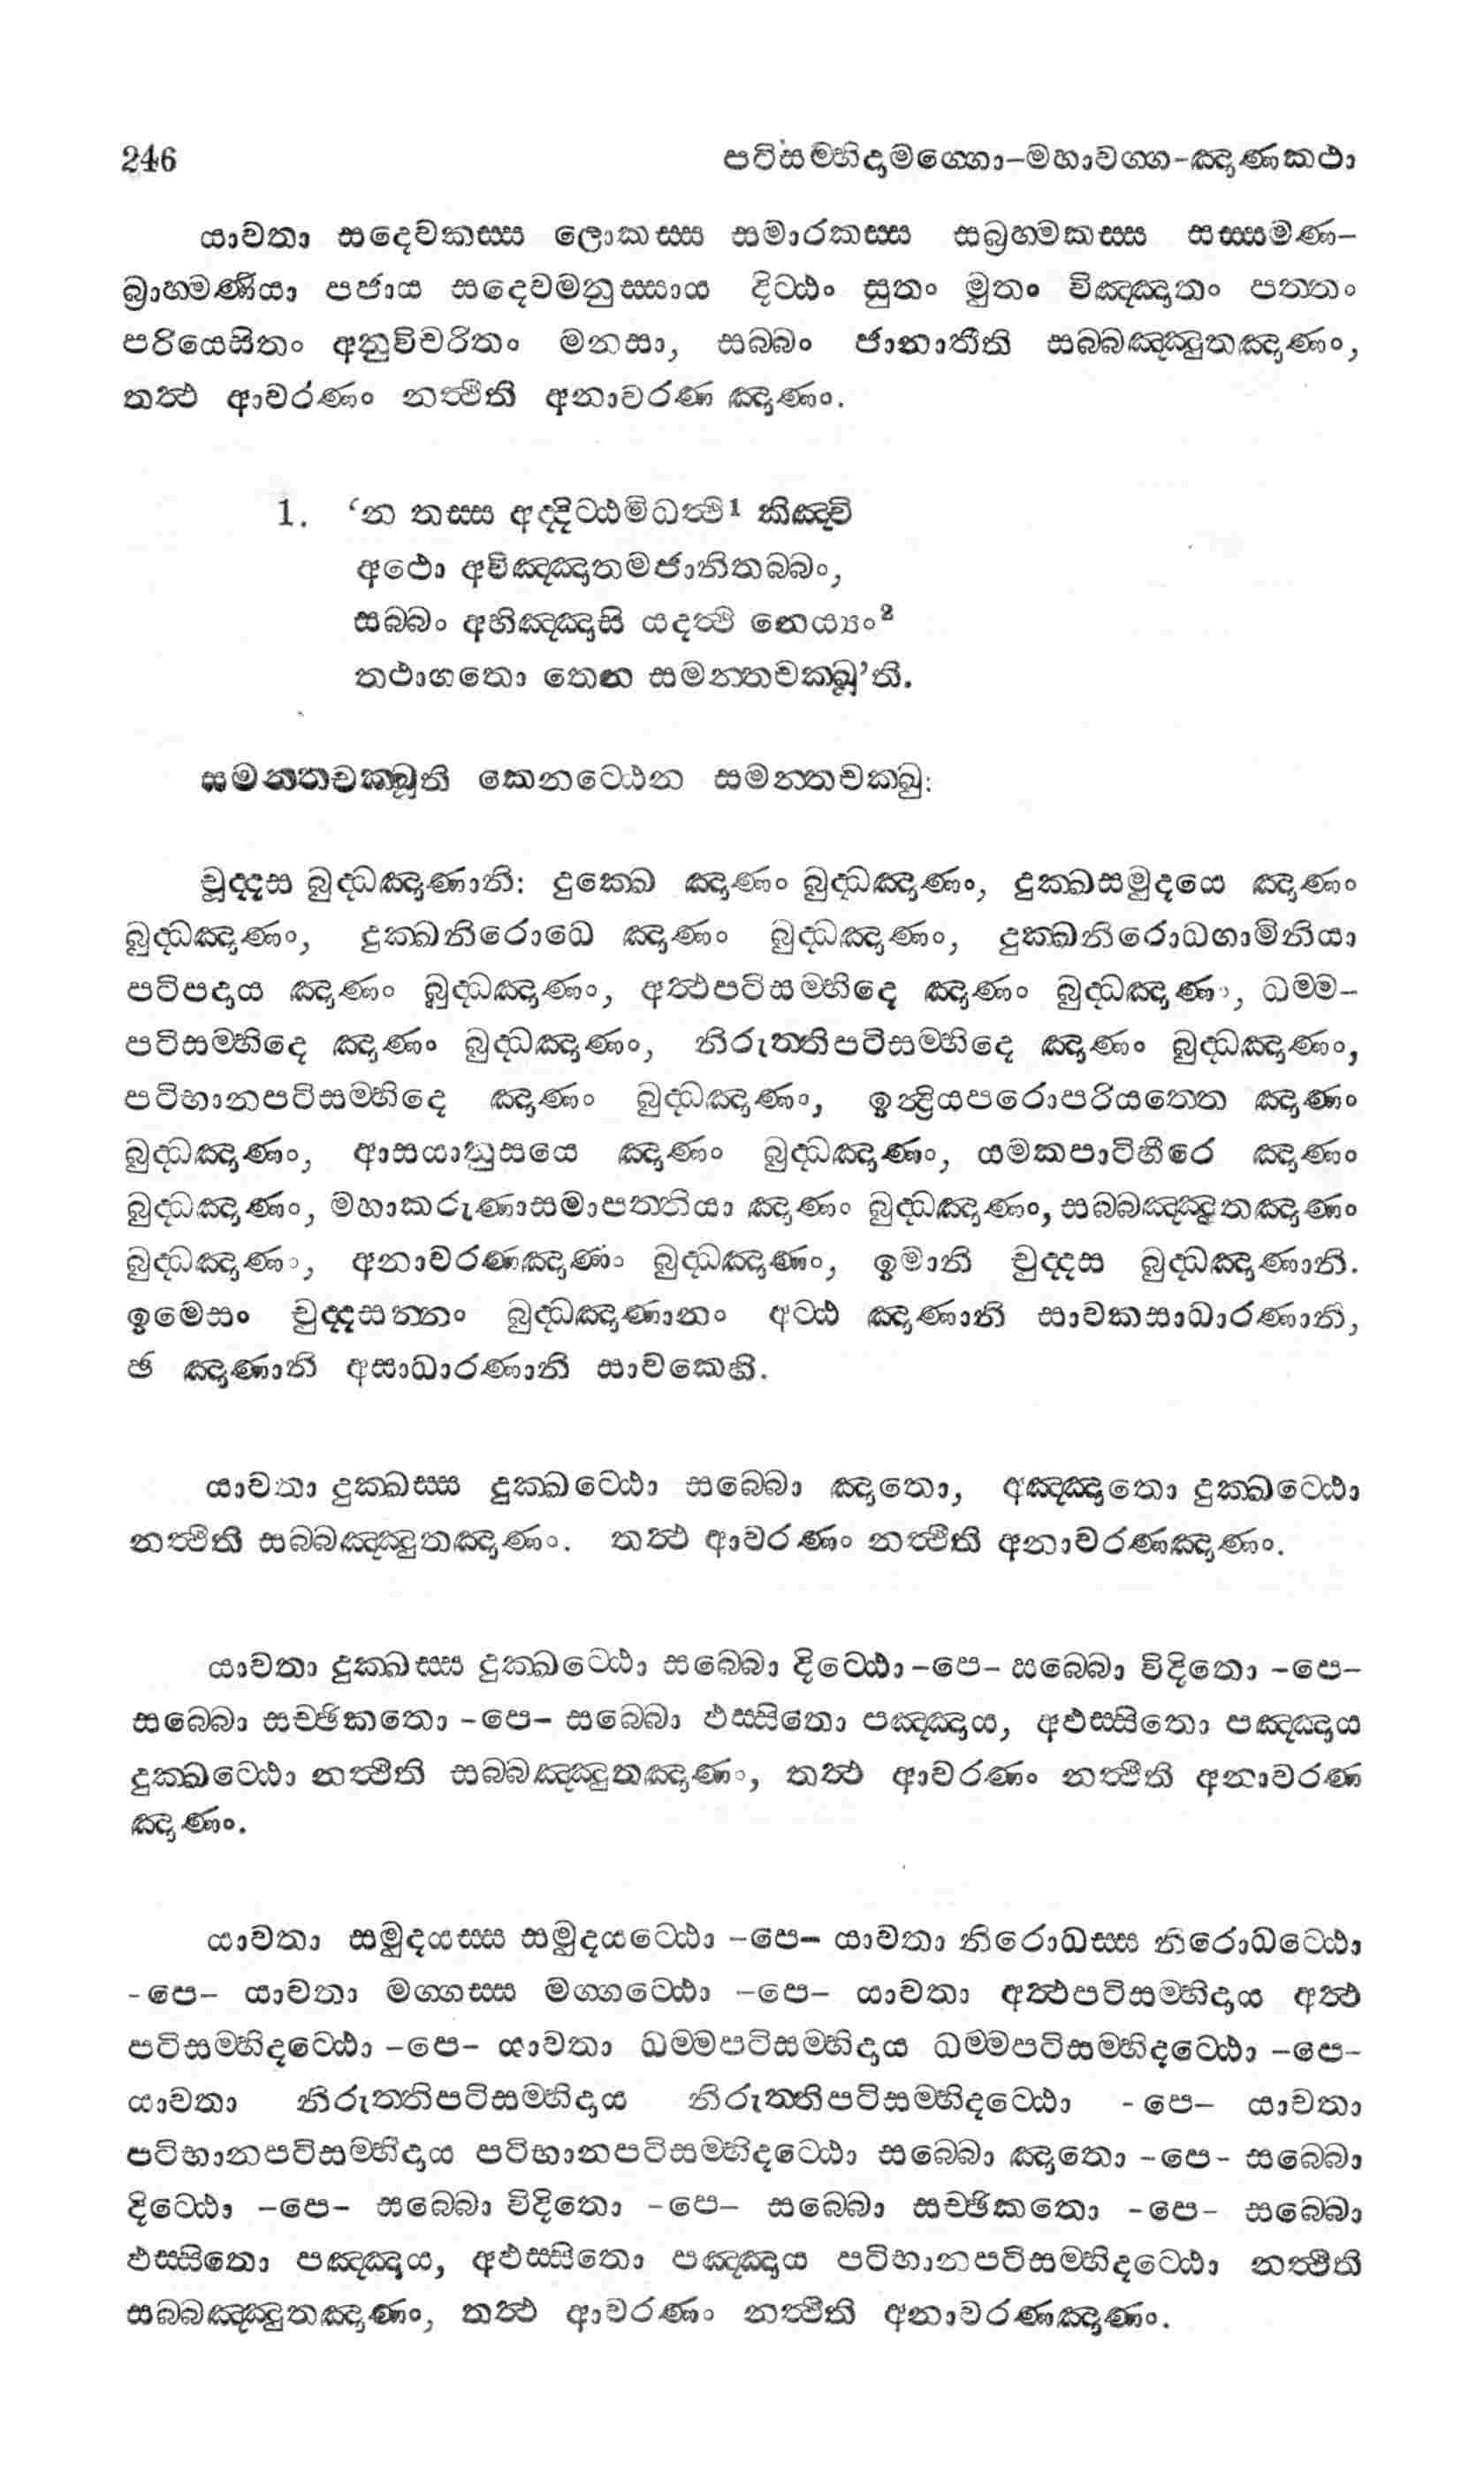 246 පටිසම්භිදාමග්ගො–මහාවග්ග–ඤාණකථා
යාවතා සදෙවකස්ස ලොකස්ස සමාරකස්ස සබ්‍රහ්මකස්ස සස්සමණ–
බ්‍රාහ්මණියා පජාය සදෙවමනුස්සාය දිට්ඨං සුතං මුතං විඤ්ඤාතං පත්තං
පරියෙසිතං අනුවිචරිතං මනසා, සබ්බං ජානාතීති සබ්බඤ්ඤුතඤාණං,
තත්‍ථ ආවරණං නත්‍ථීති අනාවරණ ඤාණං.
1. ‘න තස්ස අද්දිට්ඨමිධත්‍ථි¹ කිඤ්චි
අථො අවිඤ්ඤාතමජානිතබ්බං,
සබ්බං අභිඤ්ඤාසි යදත්‍ථි නෙය්‍යං²
තථාගතො තෙන සමන්තචක්ඛූ’ති.
සමන්තචක්ඛූති කෙනට්ඨෙන සමන්තචක්ඛු:
චුද්දස බුද්ධඤාණානි: දුක්ඛෙ ඤාණං බුද්ධඤාණං, දුක්ඛසමුදයෙ ඤාණං
බුද්ධඤාණං, දුක්ඛනිරොධෙ ඤාණං බුද්ධඤාණං, දුක්ඛනිරොධගාමිනියා
පටිපදාය ඤාණං බුද්ධඤාණං, අත්‍ථපටිසම්භිදෙ ඤාණං බුද්ධඤාණං, ධම්ම–
පටිසම්භිදෙ ඤාණං බුද්ධඤාණං, නිරුත්තිපටිසම්භිදෙ ඤාණං බුද්ධඤාණං,
පටිභානපටිසම්භිදෙ ඤාණං බුද්ධඤාණං, ඉන්‍ද්‍රියපරොපරියත්තෙ ඤාණං
බුද්ධඤාණං, ආසයානුසයෙ ඤාණං බුද්ධඤාණං, යමකපාටිහීරෙ ඤාණං
බුද්ධඤාණං, මහාකරුණාසමාපත්තියා ඤාණං බුද්ධඤාණං, සබ්බඤ්ඤුතඤාණං
බුද්ධඤාණං, අනාවරණඤාණං බුද්ධඤාණං, ඉමානි චුද්දස බුද්ධඤාණානි.
ඉමෙසං චුද්දසන්නං බුද්ධඤාණානං අට්ඨ ඤාණානි සාවකසාධාරණානි,
ඡ ඤාණානි අසාධාරණානි සාවකෙහි.
යාවතා දුක්ඛස්ස දුක්ඛට්ඨො සබ්බො ඤාතො, අඤ්ඤාතො දුක්ඛට්ඨො
නත්‍ථීති සබ්බඤ්ඤුතඤාණං. තත්‍ථ ආවරණං නත්‍ථීති අනාවරණඤාණං.
යාවතා දුක්ඛස්ස දුක්ඛට්ඨො සබ්බො දිට්ඨො –පෙ– සබ්බො විදිතො –පෙ–
සබ්බො සච්ඡිකතො –පෙ– සබ්බො ඵස්සිතො පඤ්ඤාය, අඵස්සිතො පඤ්ඤාය
දුක්ඛට්ඨො නත්‍ථීති සබ්බඤ්ඤුතඤාණං, තත්‍ථ ආවරණං නත්‍ථීති අනාවරණ
ඤාණං.
යාවතා සමුදයස්ස සමුදයට්ඨො –පෙ– යාවතා නිරොධස්ස නිරොධට්ඨො
-පෙ– යාවතා මග්ගස්ස මග්ගට්ඨො –පෙ– යාවතා අත්‍ථපටිසම්භිදාය අත්‍ථ
පටිසම්භිදට්ඨො –පෙ– යාවතා ධම්මපටිසම්භිදාය ධම්මපටිසම්භිදට්ඨො –පෙ–
යාවතා නිරුත්තිපටිසම්භිදාය නිරුත්තිපටිසම්භිදට්ඨො -පෙ– යාවතා
පටිභානපටිසම්භිදාය පටිභානපටිසම්භිදට්ඨො සබ්බො ඤාතො –පෙ– සබ්බො
දිට්ඨො –පෙ– සබ්බො විදිතො –පෙ– සබ්බො සච්ඡිකතො -පෙ– සබ්බො
ඵස්සිතො පඤ්ඤාය, අඵස්සිතො පඤ්ඤාය පටිභානපටිසම්භිදට්ඨො නත්‍ථීති
සබ්බඤ්ඤුතඤාණං, තත්‍ථ ආවරණං නත්‍ථීති අනාවරණඤාණං.